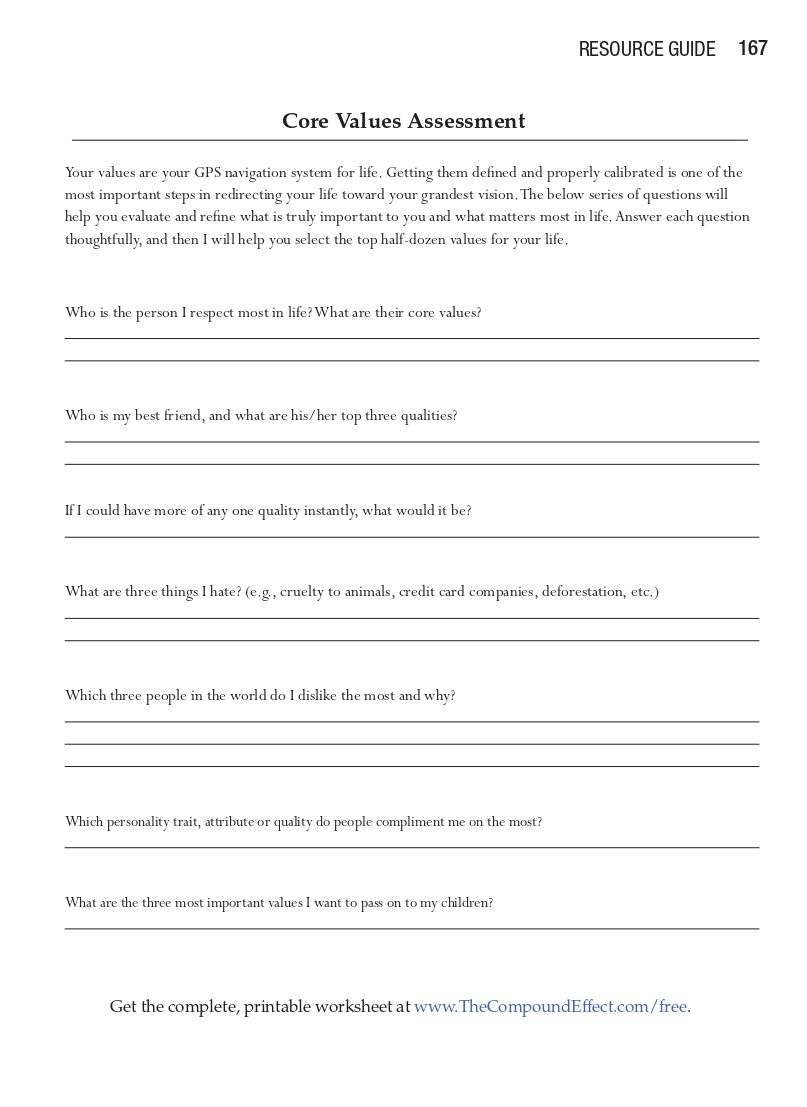 RESOURCE GUIDE 167
Core Values Assessment
Your values are your GPS navigation system for life. Getting them defined and properly calibrated is one of the
most important steps in redirecting your life toward your grandest vision. The below series of questions will
help you evaluate and refine what is truly important to you and what matters most in life. Answer each question
thoughtfully, and then I will help you select the top half-dozen values for your life.
Who is the person I respect most in life? What are their core values?
Who is my best friend, and what are his/her top three qualities?
If I could have more of any one quality instantly, what would it be?
What are three things I hate? (e.g., cruelty to animals, credit card companies, deforestation, etc.)
Which three people in the world do I dislike the most and why?
Which personality trait, attribute or quality do people compliment me on the most?
What are the three most important values I want to pass on to my children?
Get the complete, printable worksheet at www.TheCompoundEffect.com/free.